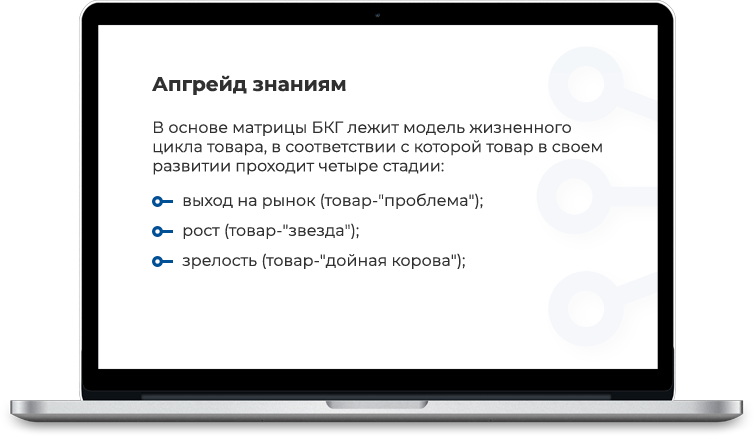 Апгрейд знаниям
В основе матрицы БКГ лежит модель жизненного
цикла товара, в соответствии с которой товар в своем
развитии проходит четыре стадии:
выход на рынок (товар-"проблема");
рост (товар-"звезда");
зрелость (товар-"дойная корова");